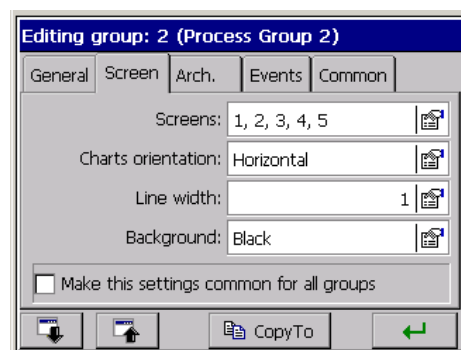 Editing group: 2 (Process Group 2)
General Screen Arch. Events Common
Screens: 1, 2, 3, 4, 5
Charts orientation: Horizontal
Line width: 1
Background: Black
Make this settings common for all groups
CopyTo